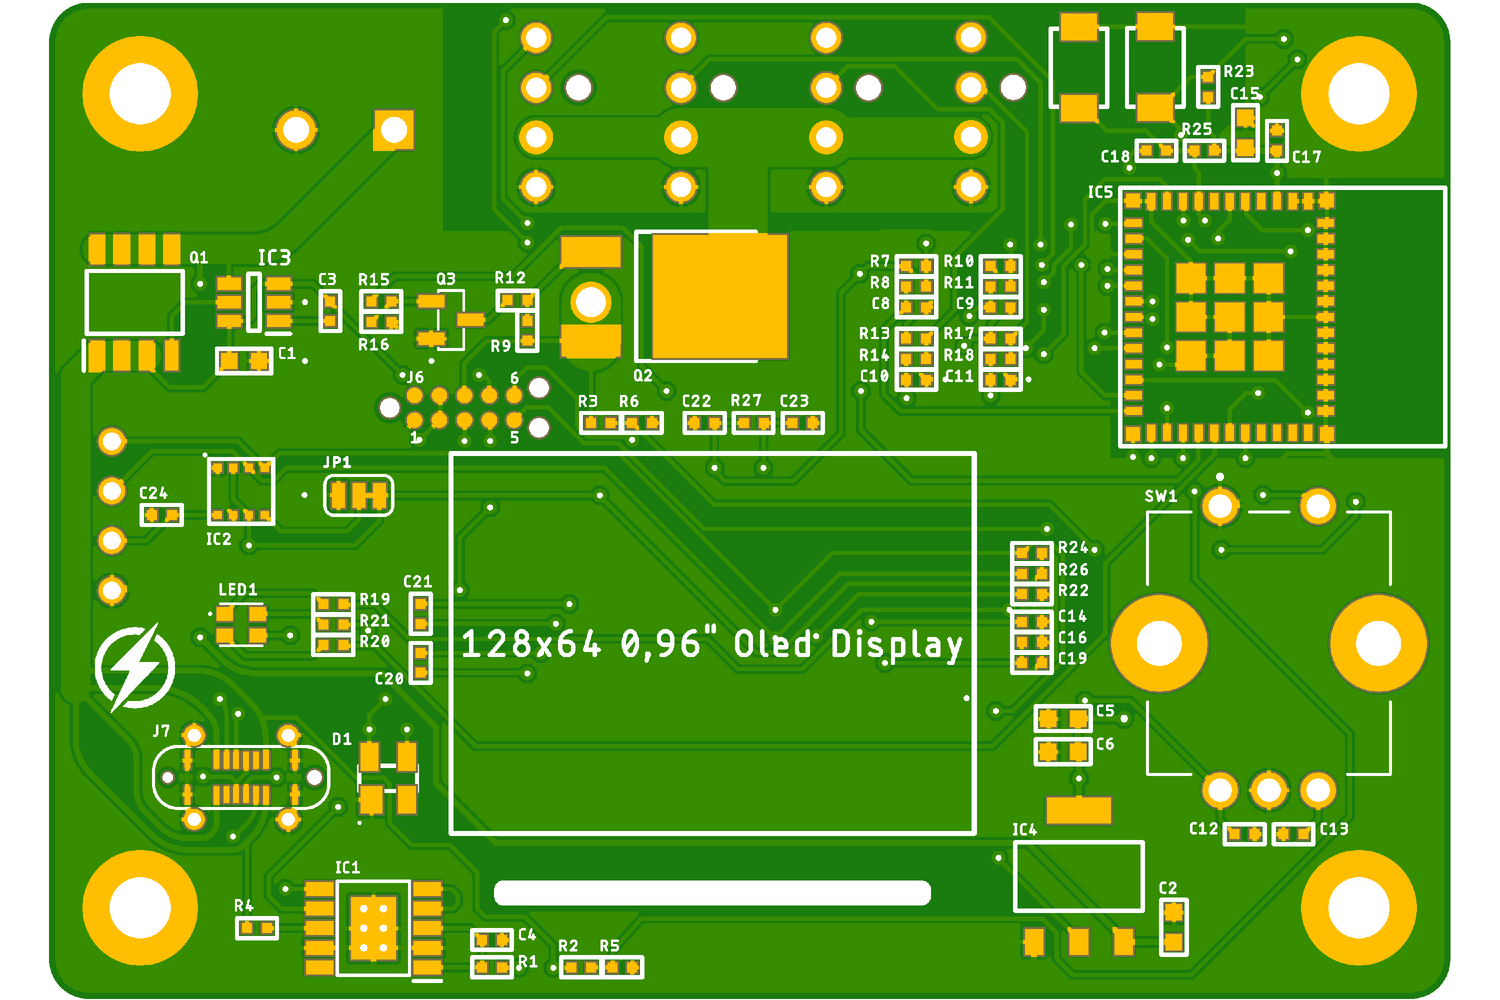 R23
C15
R25
C18
C17
IC5
Q1
IC3
C3
R15
Q3
R12
R7
R10
R8
R11
C8
C9
R16
R9
R13
R17
R14
R18
C1
C10
C11
Q2
J6
6
R3
R6
C22
R27
C23
1
5
JP1
C24
SW1
IC2
R24
R26
R22
LED1
C21
R19
R21
R20
C14
C16
C19
128x64 0,96" Oled Display
C20
C5
J7
D1
C6
IC4
C12
C13
IC1
C2
R4
C4
R2
R5
R1